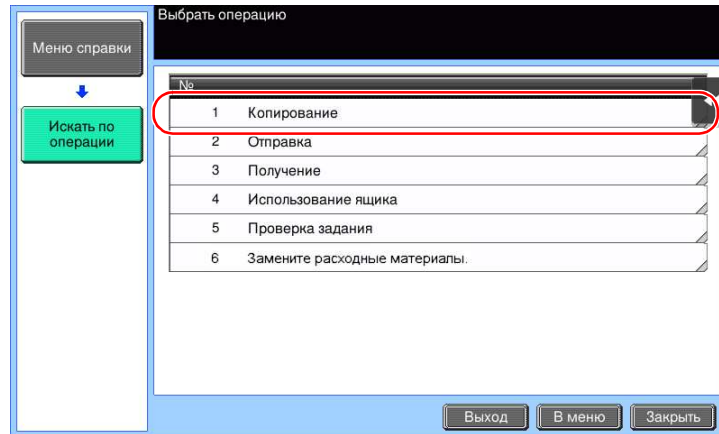 Выбрать операцию
Меню справки
Искать по
операции
№
1 Копирование
2 Отправка
3 Получение
4 Использование ящика
5 Проверка задания
6 Замените расходные материалы.
Выход
В меню
Закрыть